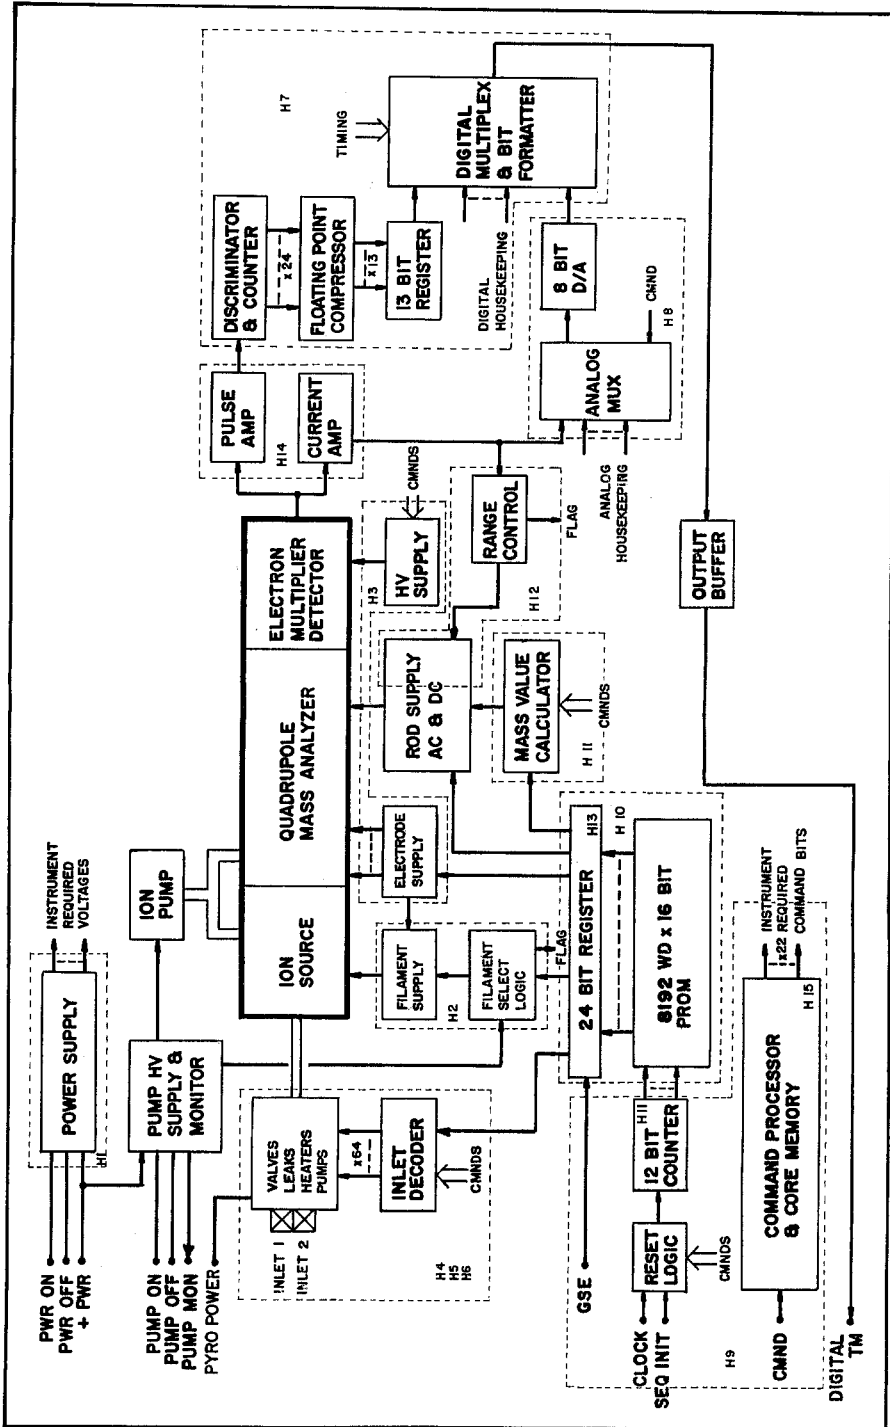 PWR ON
PWR OFF
+ PWR
POWER SUPPLY
H1
INSTRUMENT
REQUIRED
VOLTAGES
PUMP ON
PUMP OFF
PUMP MON
PYRO POWER
PUMP HV
SUPPLY &
MONITOR
ION
PUMP
INLET 1
INLET 2
VALVES
LEAKS
HEATERS
PUMPS
x64
INLET
DECODER
CMNDS
H4
H5
H6
ION
SOURCE
QUADRUPOLE
MASS ANALYZER
ELECTRON
MULTIPLIER
DETECTOR
FILAMENT
SUPPLY
H2
FILAMENT
SELECT
LOGIC
FLAG
ELECTRODE
SUPPLY
ROD SUPPLY
AC & DC
H3
HV
SUPPLY
CMNDS
MASS VALUE
CALCULATOR
H11
CMNDS
RANGE
CONTROL
H12
FLAG
PULSE
AMP
H14
CURRENT
AMP
DISCRIMINATOR
& COUNTER
x24
FLOATING POINT
COMPRESSOR
x13
13 BIT
REGISTER
H7
TIMING
DIGITAL
MULTIPLEX
& BIT
FORMATTER
DIGITAL
HOUSEKEEPING
8 BIT
D/A
ANALOG
MUX
CMND
H8
ANALOG
HOUSEKEEPING
OUTPUT
BUFFER
GSE
24 BIT REGISTER
H13
H10
8192 WD x 16 BIT
PROM
CLOCK
SEQ INIT
RESET
LOGIC
CMNDS
12 BIT
COUNTER
H11
H9
CMND
COMMAND PROCESSOR
& CORE MEMORY
H15
x22
INSTRUMENT
REQUIRED
COMMAND BITS
DIGITAL
TM